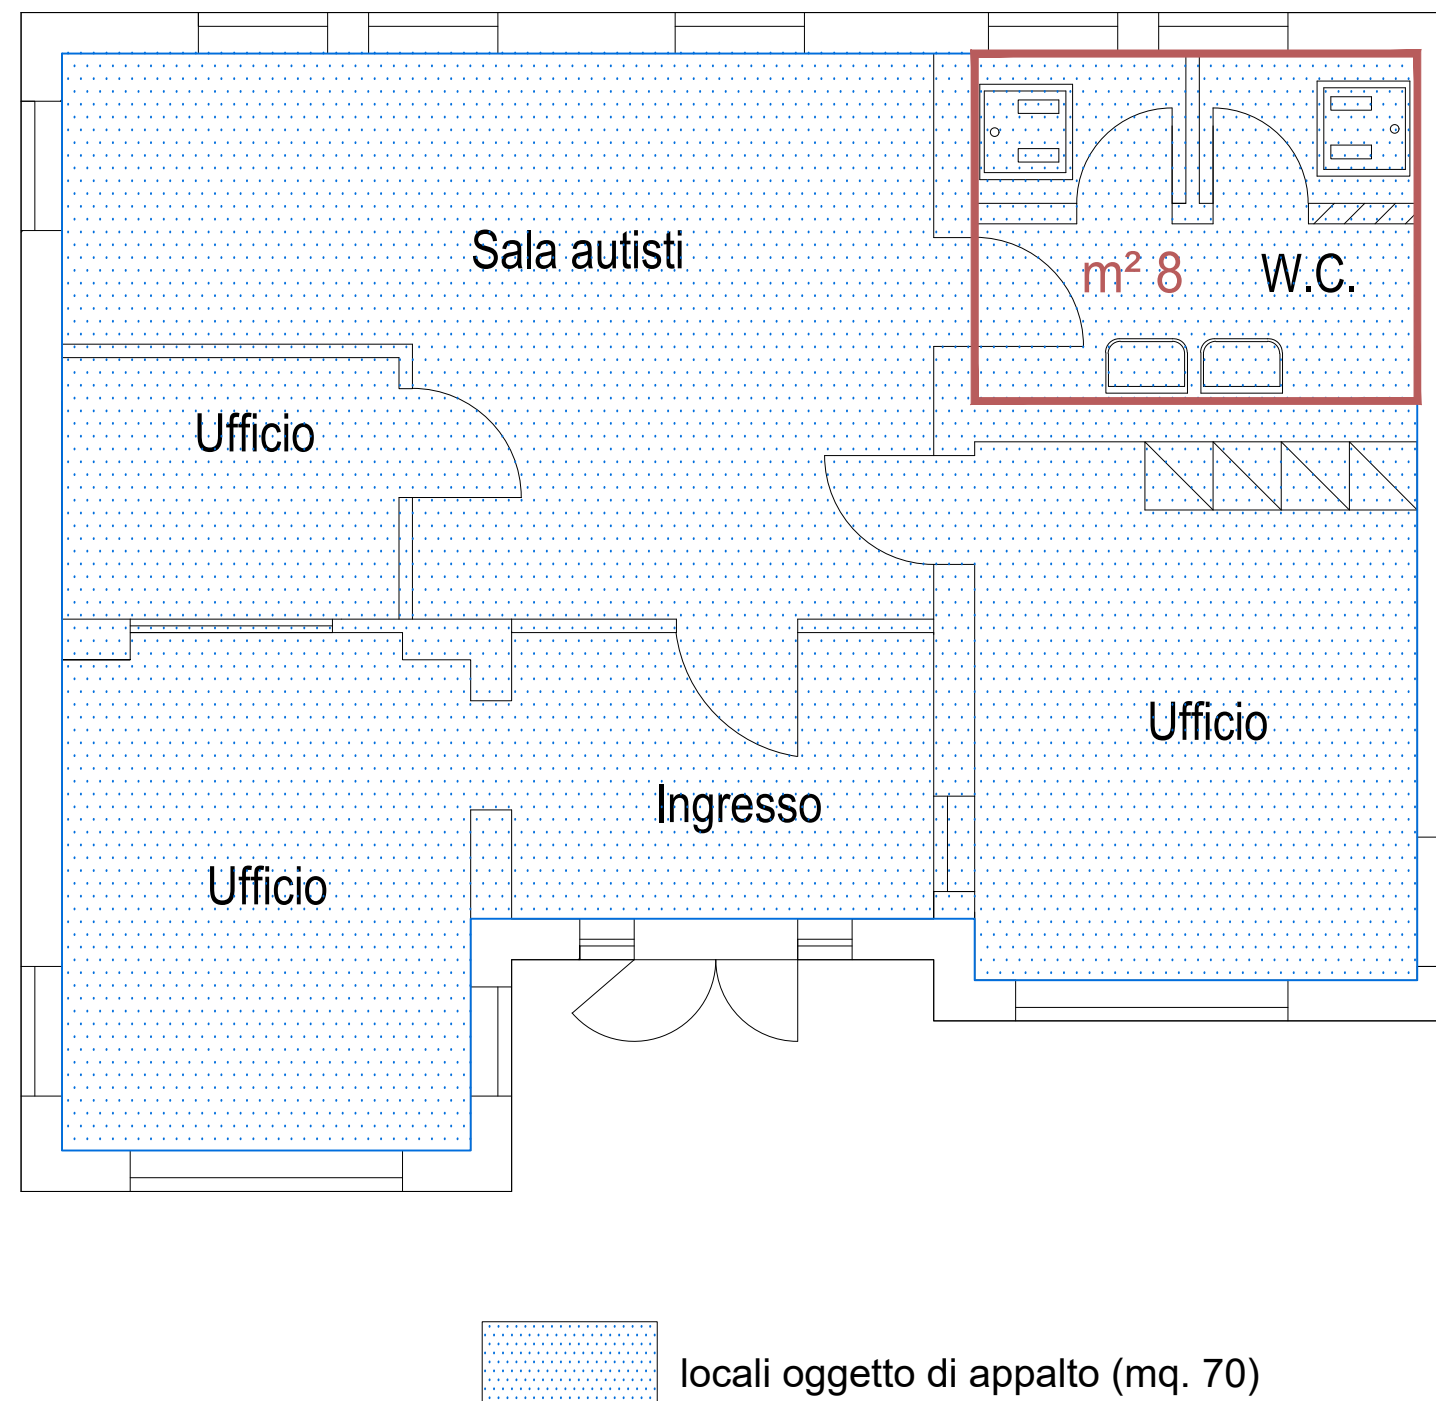 Sala autisti
m² 8
W.C.
Ufficio
Ufficio
Ingresso
Ufficio
locali oggetto di appalto (mq. 70)